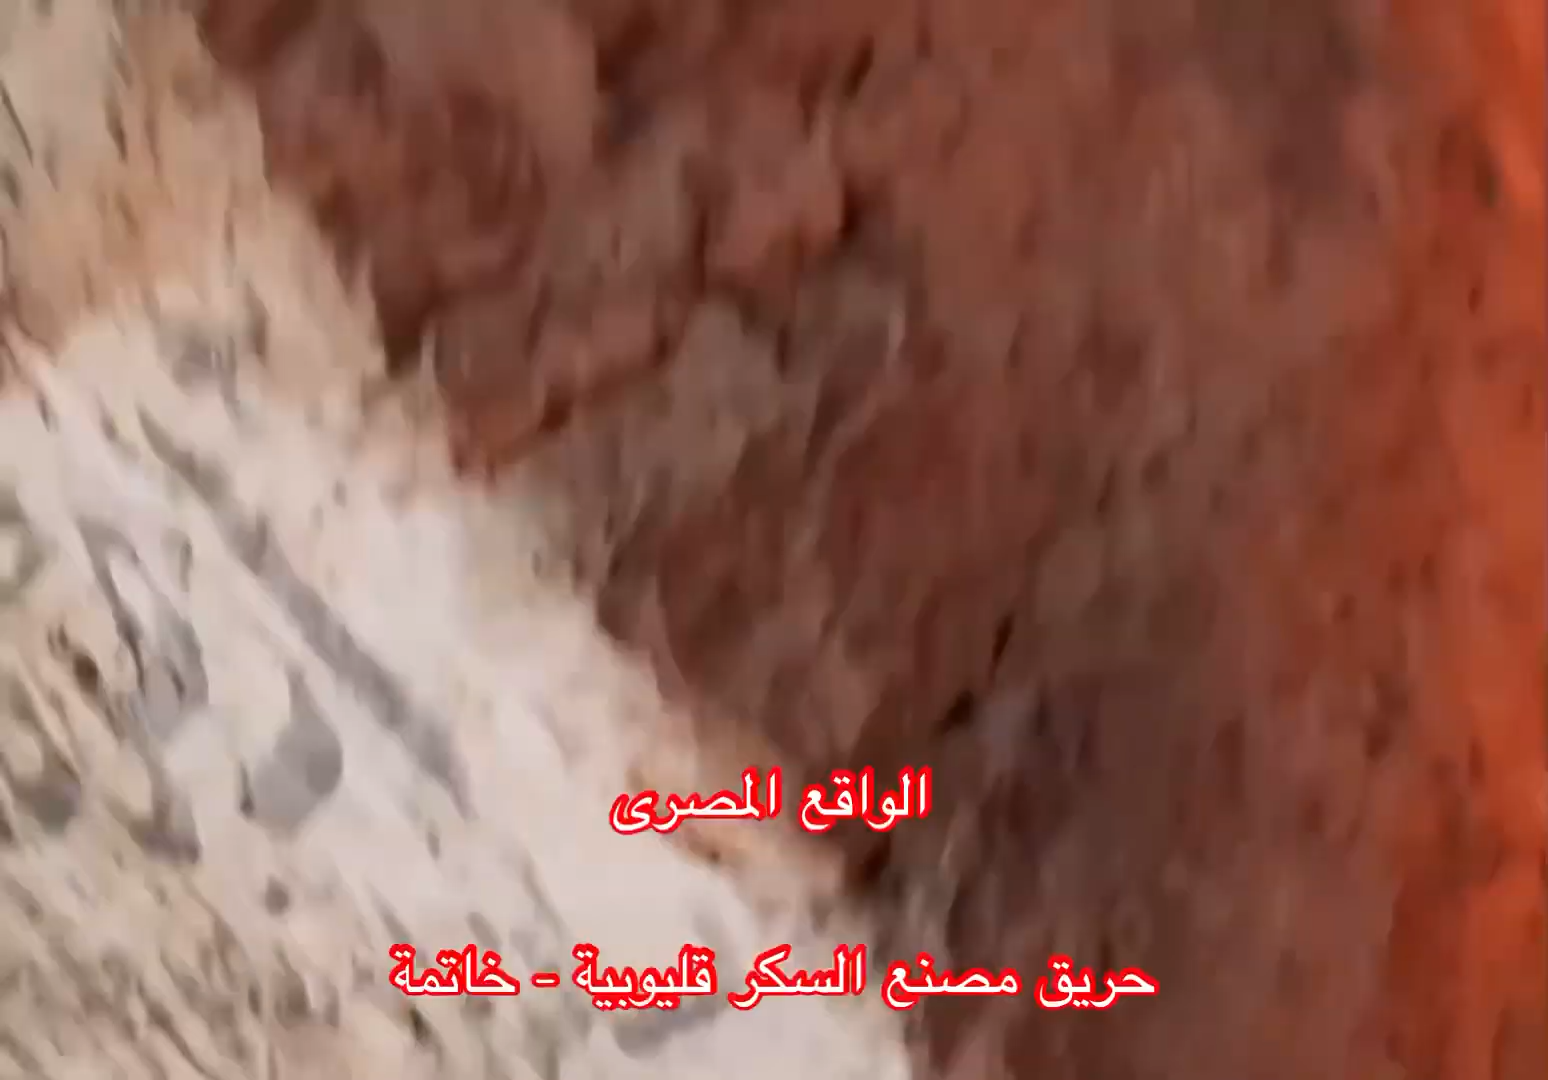 الواقع المصرى
حريق مصنع السكر قليوبية - خاتمة